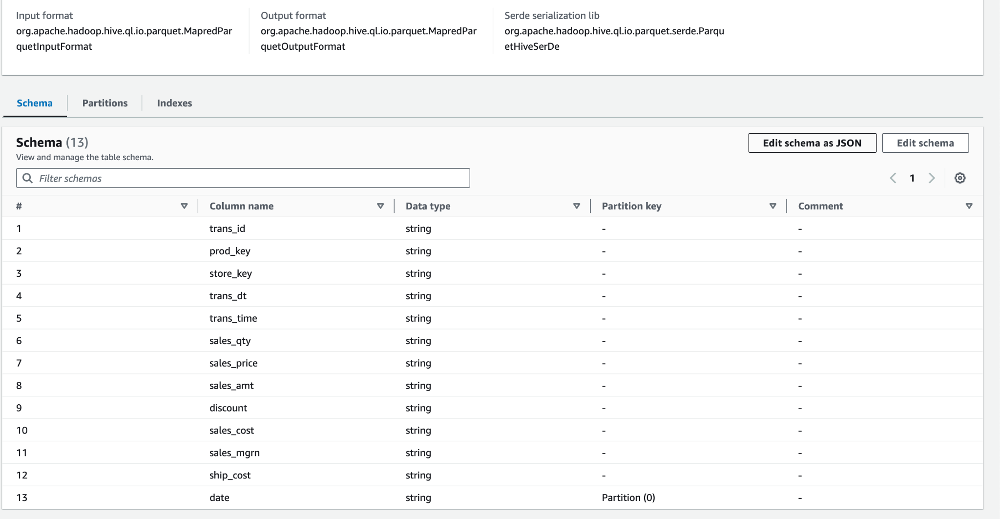 Input format
org.apache.hadoop.hive.ql.io.parquet.MapredPar
quetInputFormat
Output format
org.apache.hadoop.hive.ql.io.parquet.MapredPar
quetOutputFormat
Serde serialization lib
org.apache.hadoop.hive.ql.io.parquet.serde.Parqu
etHiveSerDe
Schema Partitions Indexes
Schema (13)
View and manage the table schema.
Edit schema as JSON Edit schema
Filter schemas
1
# Column name Data type Partition key Comment
1 trans_id string - -
2 prod_key string - -
3 store_key string - -
4 trans_dt string - -
5 trans_time string - -
6 sales_qty string - -
7 sales_price string - -
8 sales_amt string - -
9 discount string - -
10 sales_cost string - -
11 sales_mgrn string - -
12 ship_cost string - -
13 date string Partition (0) -